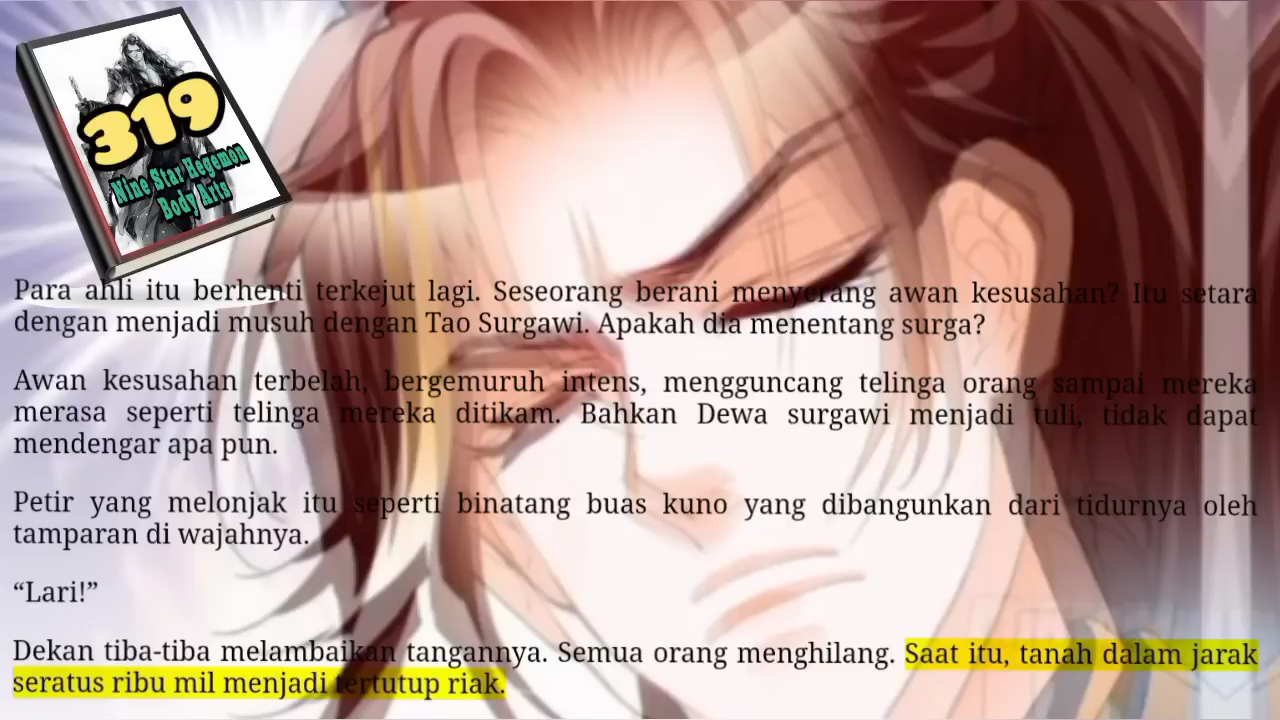 319
Nine Star Hegemon
Body Arts
Para ahli itu berhenti terkejut lagi. Seseorang berani menyerang awan kesusahan? Itu setara
dengan menjadi musuh dengan Tao Surgawi. Apakah dia menentang surga?
Awan kesusahan terbelah, bergemuruh intens, mengguncang telinga orang sampai mereka
merasa seperti telinga mereka ditikam. Bahkan Dewa surgawi menjadi tuli, tidak dapat
mendengar apa pun.
Petir yang melonjak itu seperti binatang buas kuno yang dibangunkan dari tidurnya oleh
tamparan di wajahnya.
“Lari!”
Dekan tiba-tiba melambaikan tangannya. Semua orang menghilang. Saat itu, tanah dalam jarak
seratus ribu mil menjadi tertutup riak.